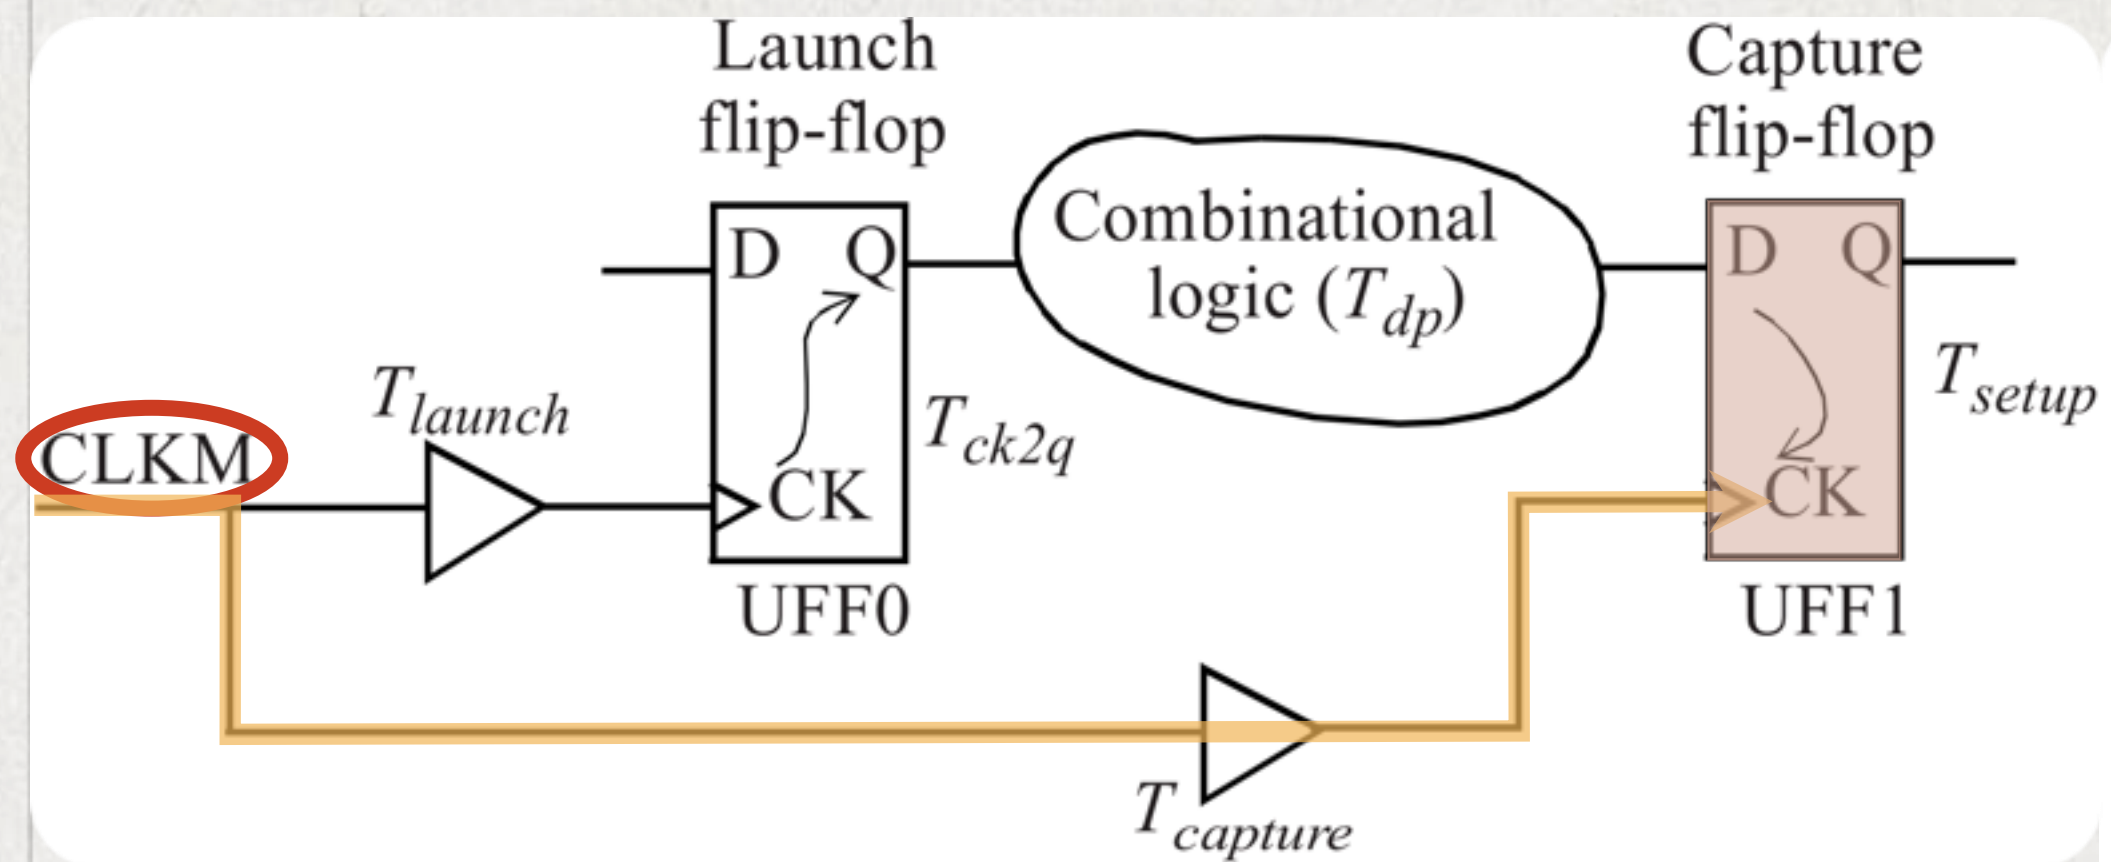 Launch
flip-flop
Capture
flip-flop
D Q
Combinational
logic (T_dp)
D Q
T_launch
T_setup
CLKM
T_ck2q
CK
CK
UFF0
UFF1
T_capture